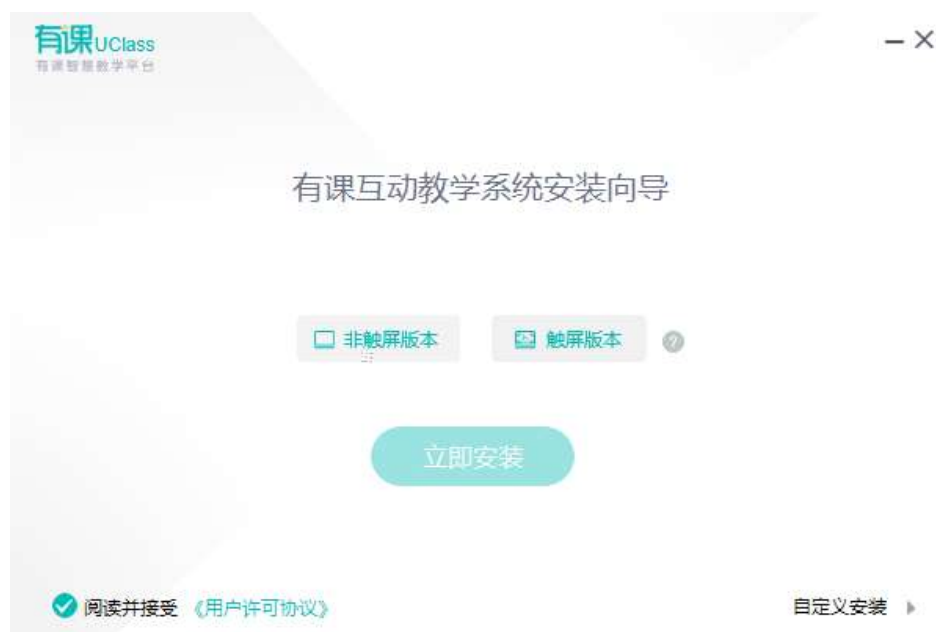 有课UClass
有课智慧教学平台
有课互动教学系统安装向导
非触屏版本 触屏版本 ?
立即安装
阅读并接受 《用户许可协议》 自定义安装